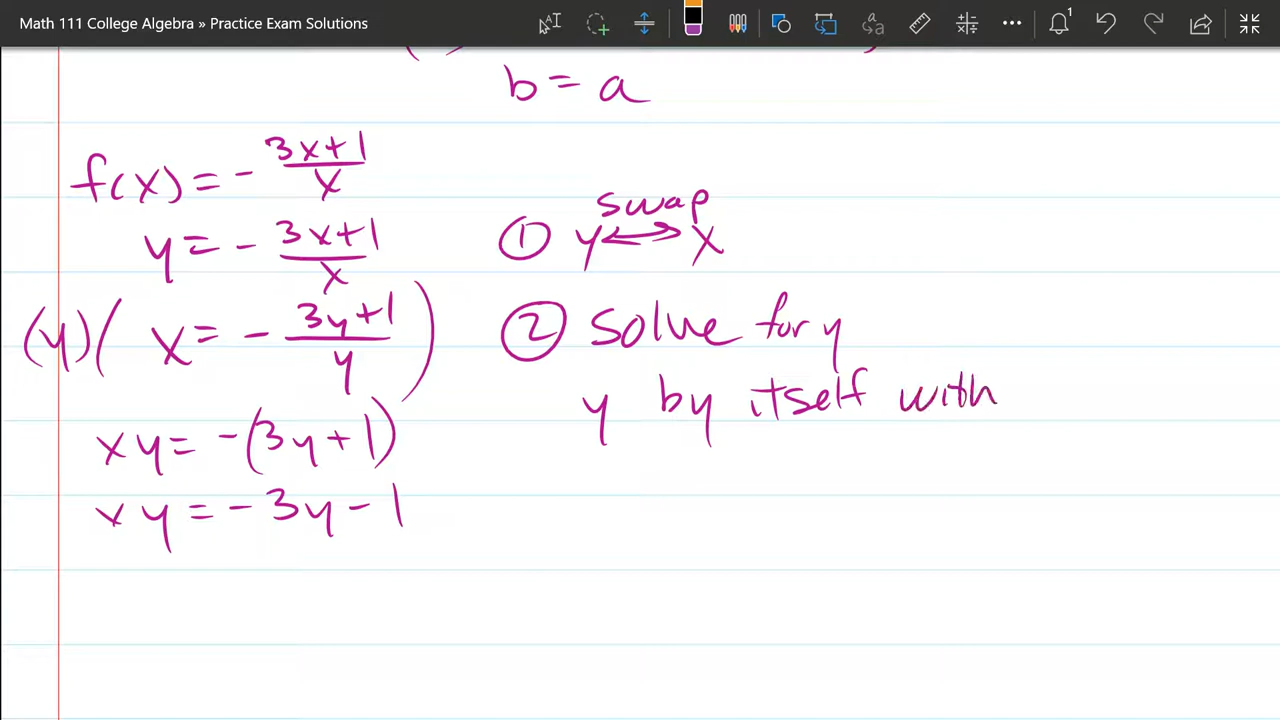 Math 111 College Algebra » Practice Exam Solutions
1
b = a
f(x) = - 3x+1 / x
y = - 3x+1 / x
(y) ( x = - 3y+1 / y )
xy = -(3y+1)
xy = -3y-1
swap
① y ↔ x
② Solve for y
y by itself with